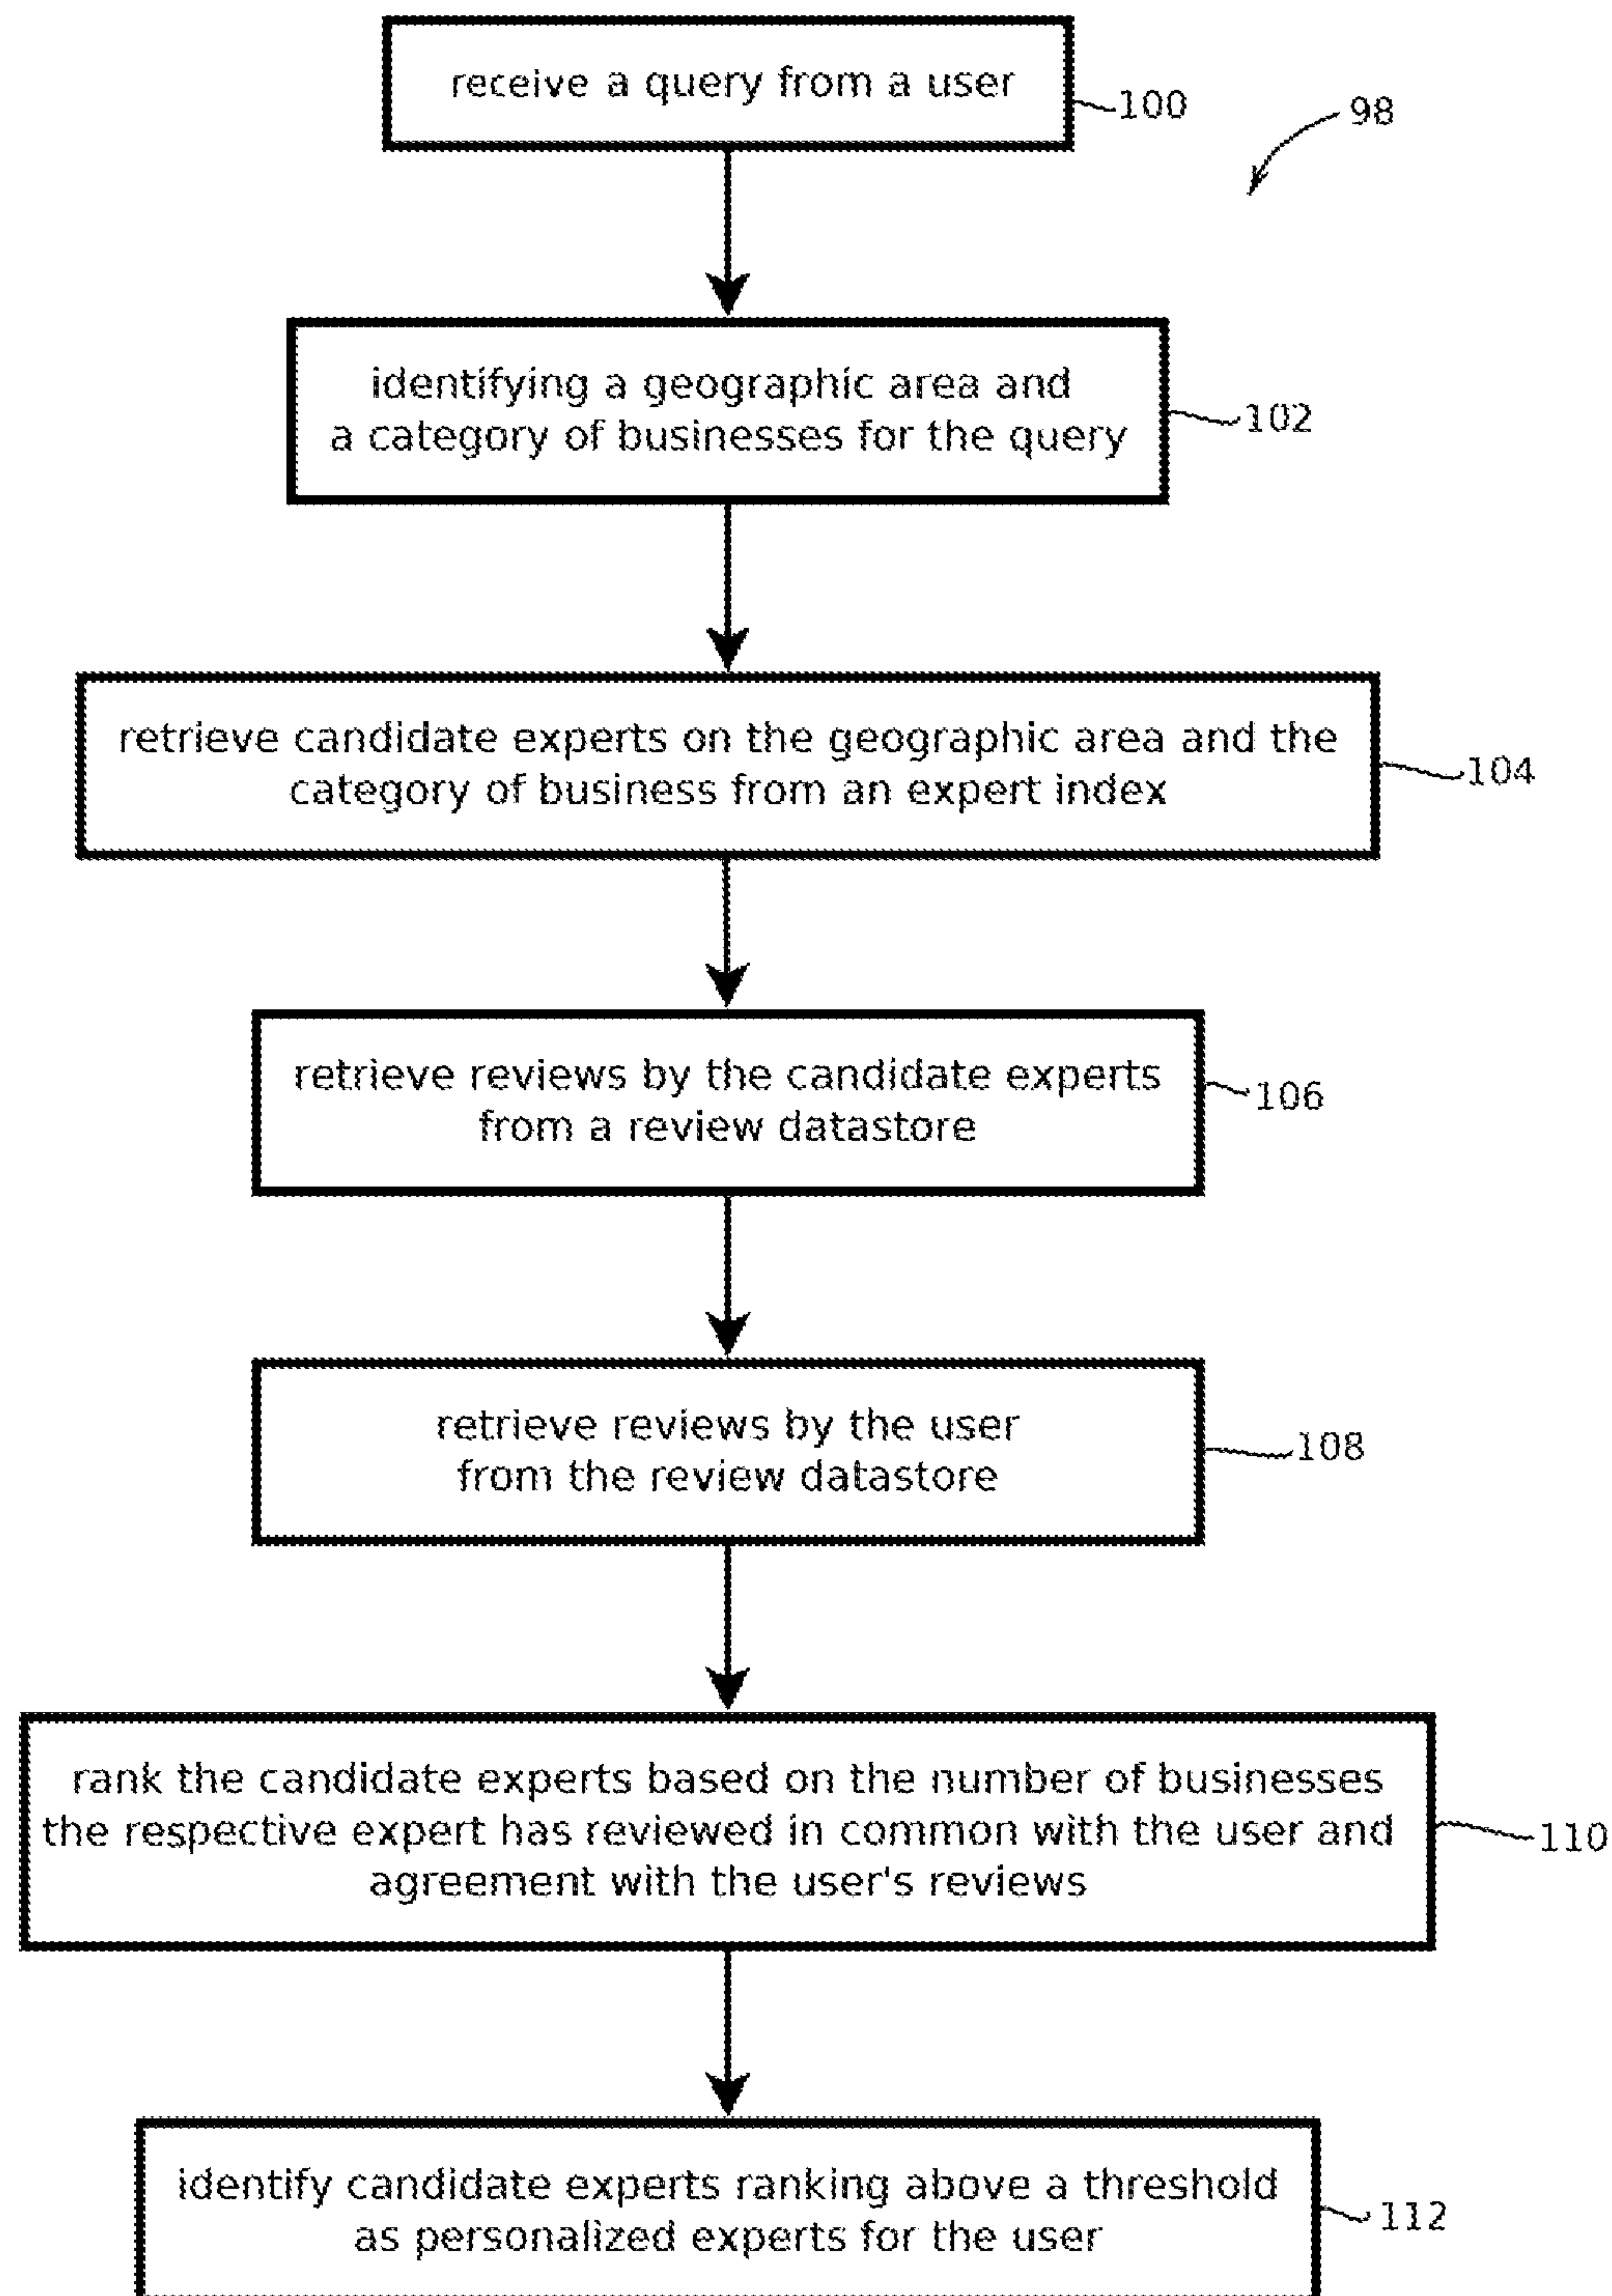 receive a query from a user
100
98
identifying a geographic area and
a category of businesses for the query
102
retrieve candidate experts on the geographic area and the
category of business from an expert index
104
retrieve reviews by the candidate experts
from a review datastore
106
retrieve reviews by the user
from the review datastore
108
rank the candidate experts based on the number of businesses
the respective expert has reviewed in common with the user and
agreement with the user's reviews
110
identify candidate experts ranking above a threshold
as personalized experts for the user
112